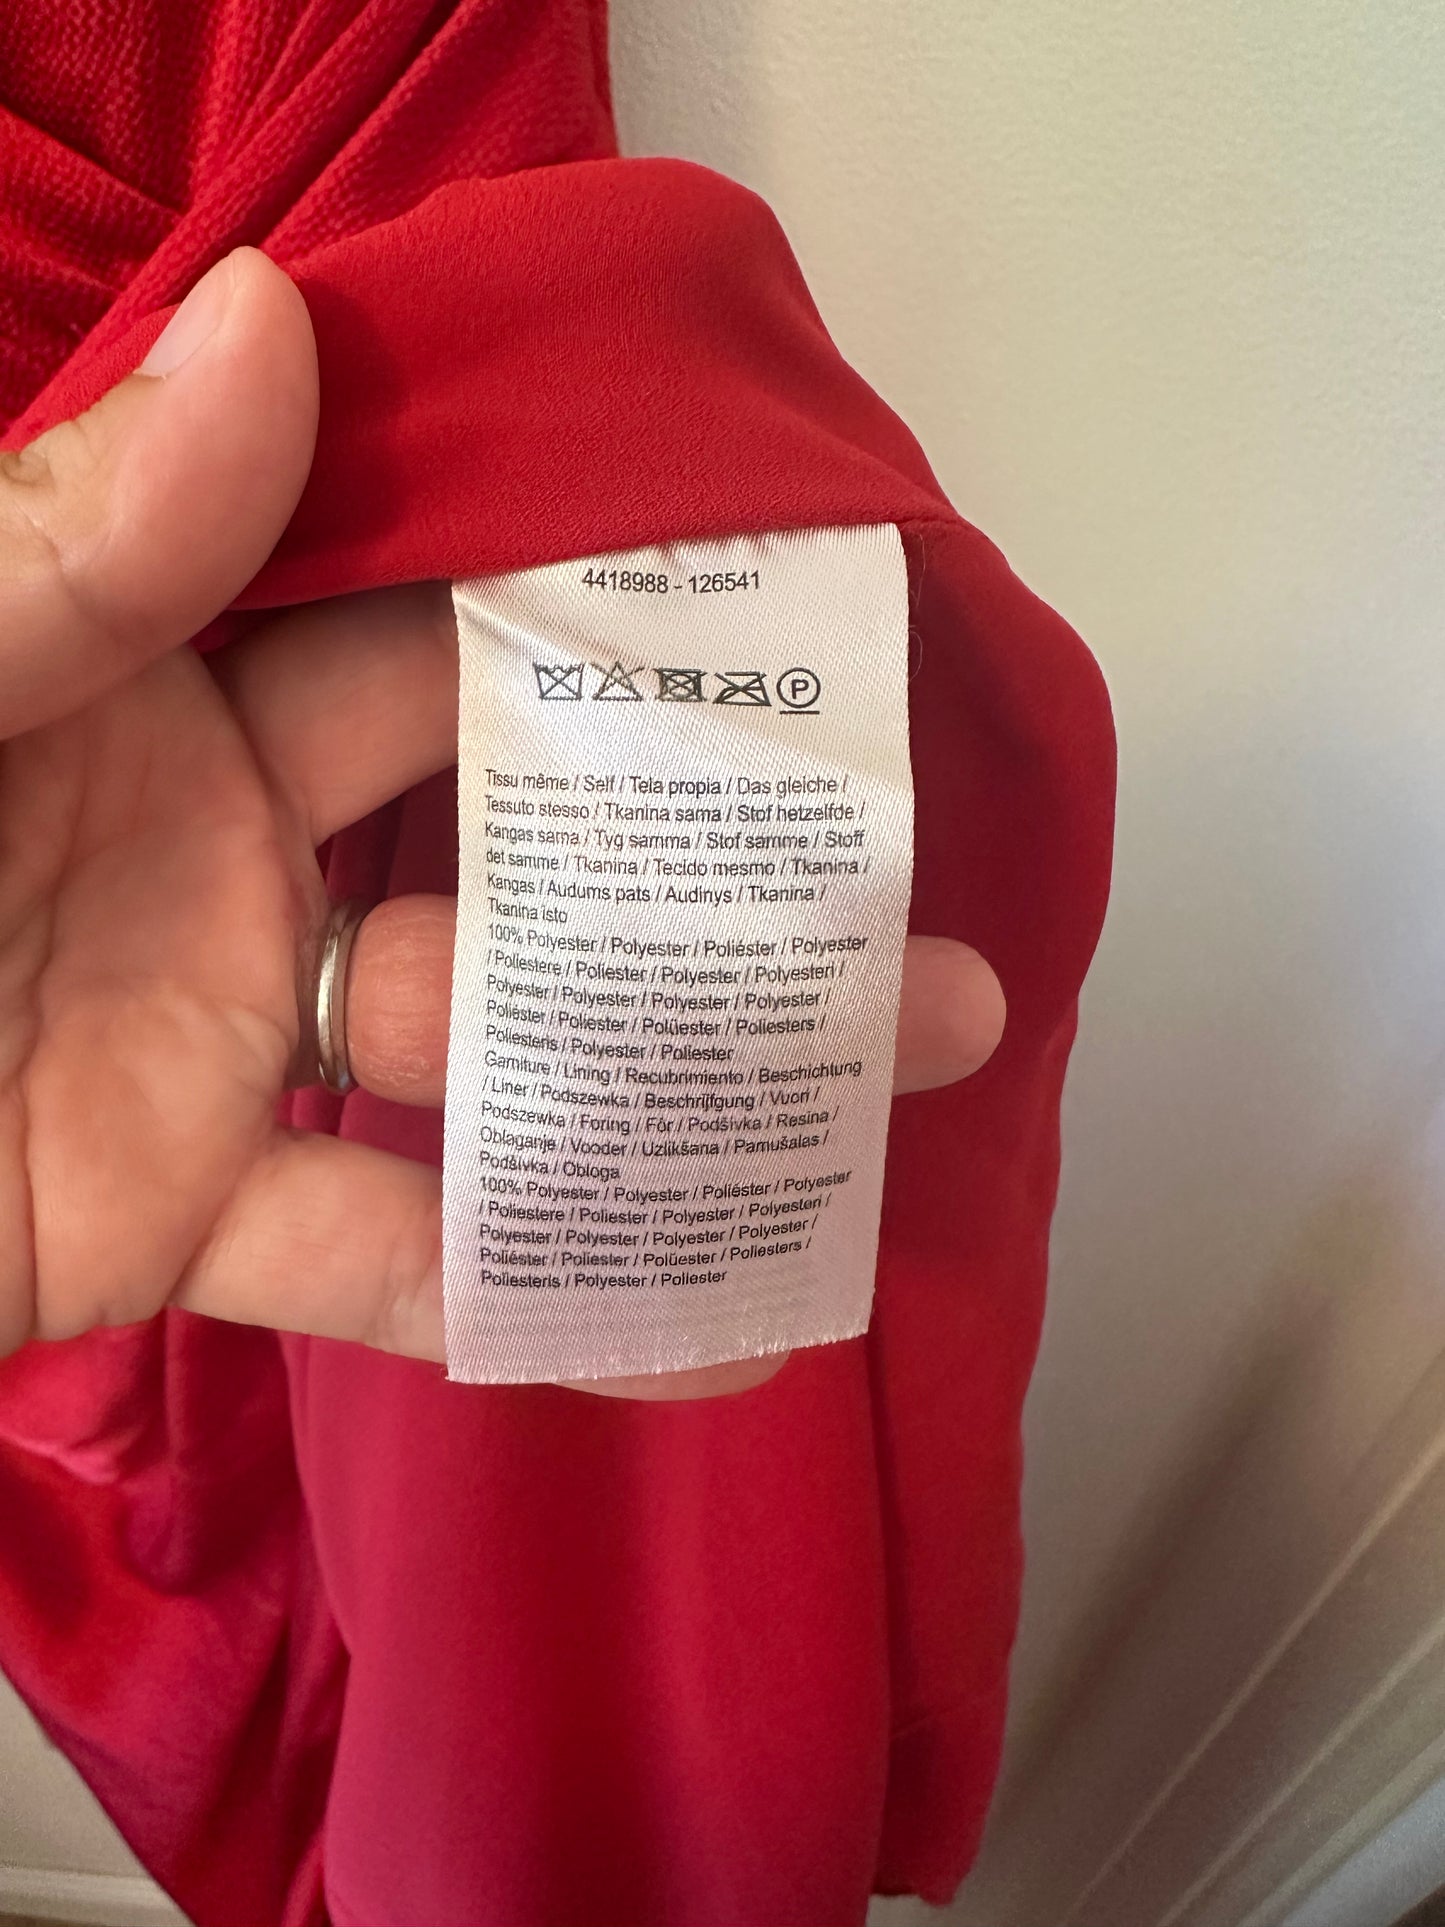 4418988 - 126541
P
Tissu même / Self / Tela propia / Das gleiche /
Tessuto stesso / Tkanina sama / Stof hetzelfde /
Kangas sama / Tyg samma / Stof samme / Stoff
det samme / Tkanina / Tecido mesmo / Tkanina /
Kangas / Audums pats / Audinys / Tkanina /
Tkanina isto
100% Polyester / Polyester / Poliéster / Polyester
/ Poliestere / Poliester / Polyester / Polyesteri /
Polyester / Polyester / Polyester / Polyester /
Poliéster / Poliester / Polüester / Poliesters /
Poliesteris / Polyester / Poliester
Garniture / Lining / Recubrimiento / Beschichtung
/ Liner / Podszewka / Beschrijfgung / Vuori /
Podszewka / Foring / Fôr / Podšívka / Resina /
Oblaganje / Vooder / Uzlikšana / Pamušalas /
Podšivka / Obloga
100% Polyester / Polyester / Poliéster / Polyester
/ Poliestere / Poliester / Polyester / Polyesteri /
Polyester / Polyester / Polyester / Polyester /
Poliéster / Poliester / Polüester / Poliesters /
Poliesteris / Polyester / Poliester